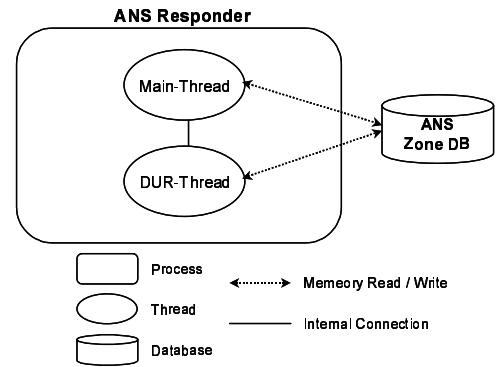 ANS Responder
Main-Thread
DUR-Thread
ANS
Zone DB
Process
Thread
Database
Memeory Read / Write
Internal Connection